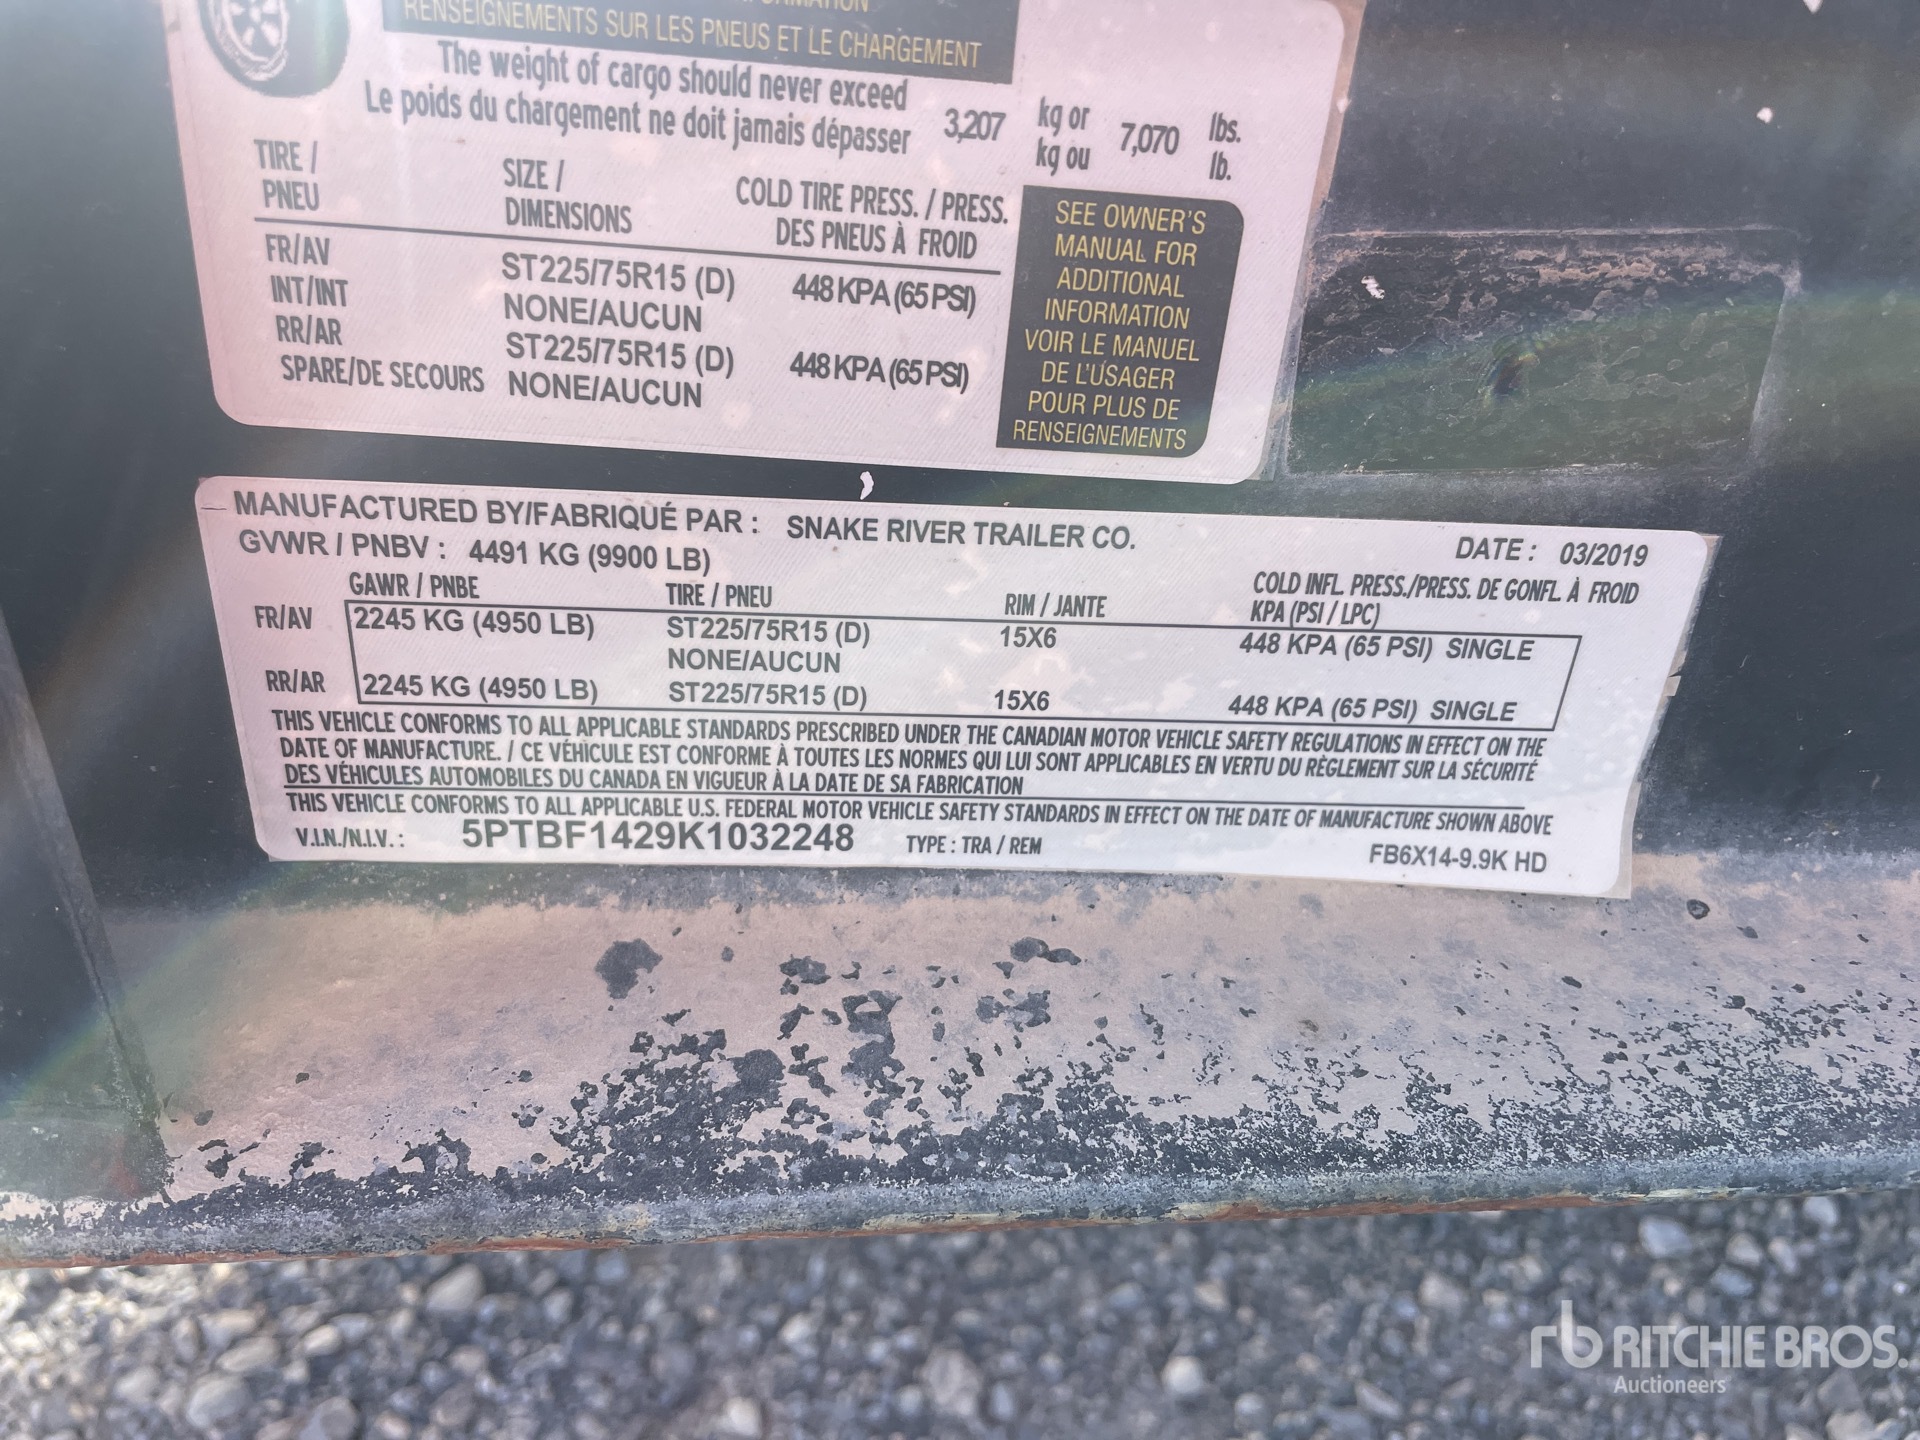 RENSEIGNEMENTS SUR LES PNEUS ET LE CHARGEMENT
The weight of cargo should never exceed
Le poids du chargement ne doit jamais dépasser
3,207 kg or 7,070 lbs.
kg ou lb.
TIRE / SIZE / COLD TIRE PRESS. / PRESS.
PNEU DIMENSIONS DES PNEUS À FROID
FR/AV ST225/75R15 (D) 448 KPA (65 PSI)
INT/INT NONE/AUCUN
RR/AR ST225/75R15 (D) 448 KPA (65 PSI)
SPARE/DE SECOURS NONE/AUCUN
SEE OWNER'S
MANUAL FOR
ADDITIONAL
INFORMATION
VOIR LE MANUEL
DE L'USAGER
POUR PLUS DE
RENSEIGNEMENTS
MANUFACTURED BY/FABRIQUÉ PAR : SNAKE RIVER TRAILER CO.
GVWR / PNBV : 4491 KG (9900 LB) DATE : 03/2019
GAWR / PNBE TIRE / PNEU RIM / JANTE COLD INFL. PRESS./PRESS. DE GONFL. À FROID
KPA (PSI / LPC)
FR/AV 2245 KG (4950 LB) ST225/75R15 (D) 15X6 448 KPA (65 PSI) SINGLE
NONE/AUCUN
RR/AR 2245 KG (4950 LB) ST225/75R15 (D) 15X6 448 KPA (65 PSI) SINGLE
THIS VEHICLE CONFORMS TO ALL APPLICABLE STANDARDS PRESCRIBED UNDER THE CANADIAN MOTOR VEHICLE SAFETY REGULATIONS IN EFFECT ON THE
DATE OF MANUFACTURE. / CE VÉHICULE EST CONFORME À TOUTES LES NORMES QUI LUI SONT APPLICABLES EN VERTU DU RÈGLEMENT SUR LA SÉCURITÉ
DES VÉHICULES AUTOMOBILES DU CANADA EN VIGUEUR À LA DATE DE SA FABRICATION
THIS VEHICLE CONFORMS TO ALL APPLICABLE U.S. FEDERAL MOTOR VEHICLE SAFETY STANDARDS IN EFFECT ON THE DATE OF MANUFACTURE SHOWN ABOVE
V.I.N./N.I.V. : 5PTBF1429K1032248 TYPE : TRA / REM FB6X14-9.9K HD
rb RITCHIE BROS.
Auctioneers